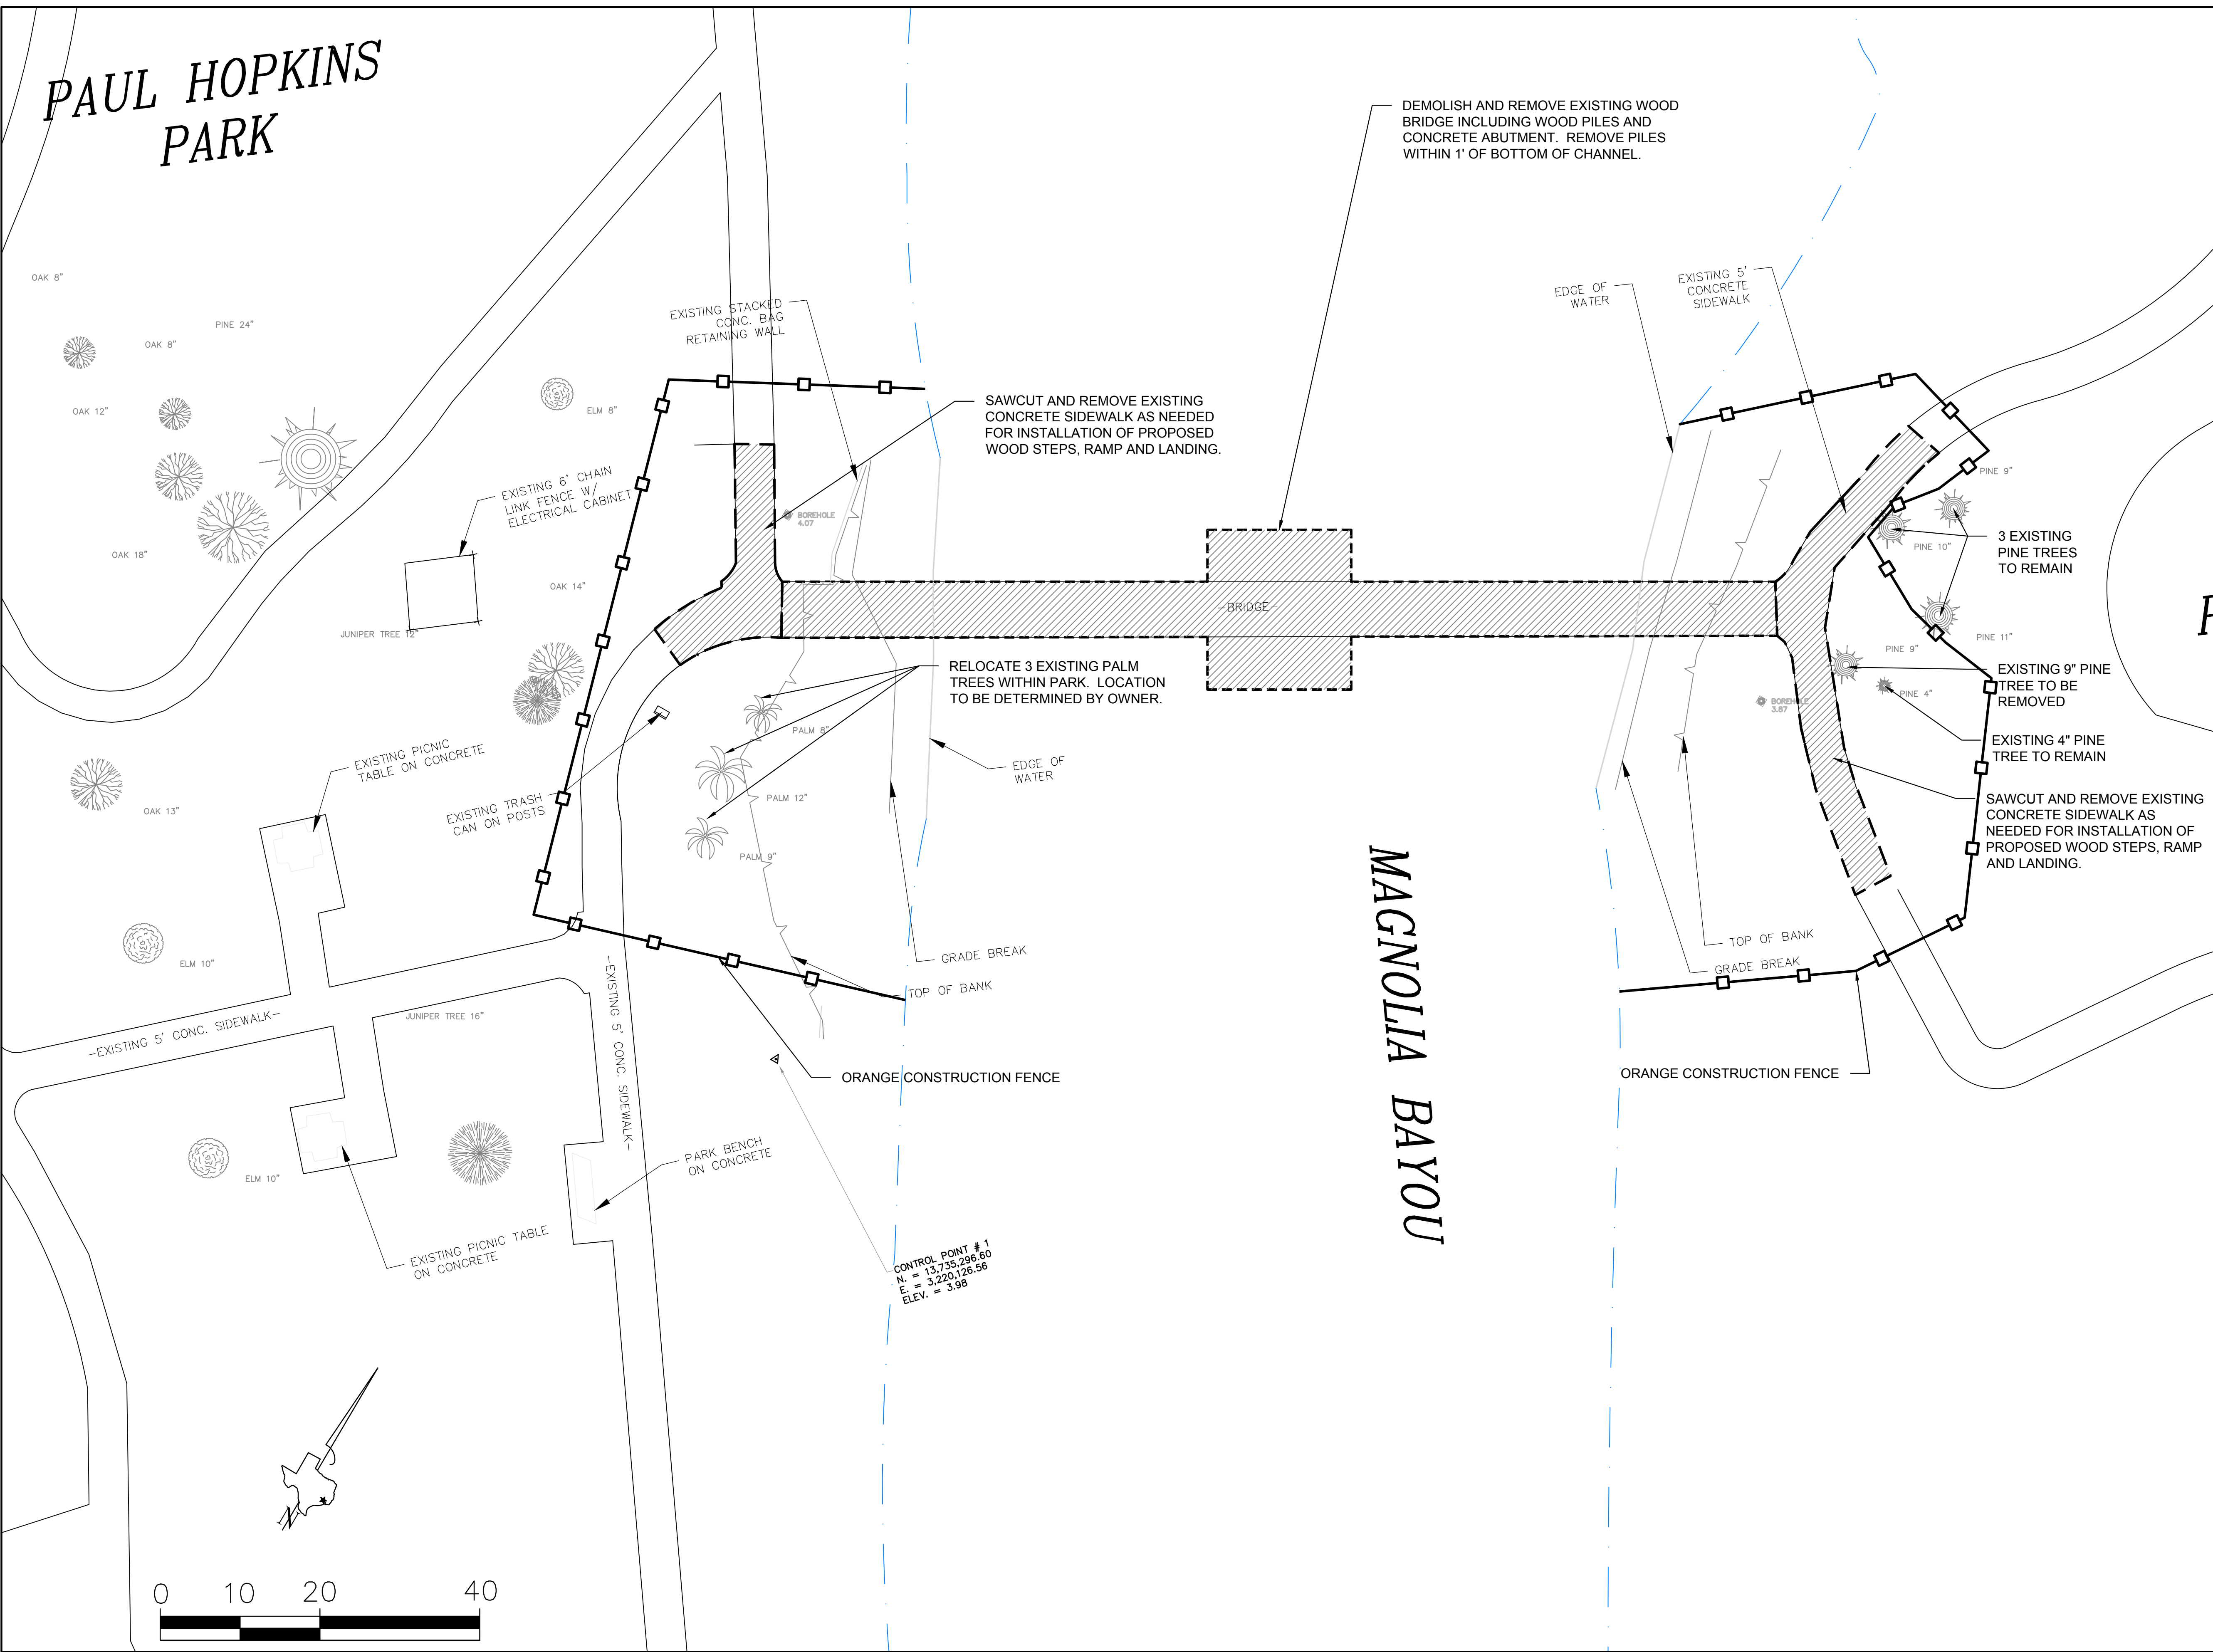 PAUL HOPKINS
PARK
DEMOLISH AND REMOVE EXISTING WOOD
BRIDGE INCLUDING WOOD PILES AND
CONCRETE ABUTMENT. REMOVE PILES
WITHIN 1' OF BOTTOM OF CHANNEL.
OAK 8"
PINE 24"
OAK 8"
OAK 12"
OAK 18"
ELM 8"
EXISTING STACKED
CONC. BAG
RETAINING WALL
EDGE OF
WATER
EXISTING 5'
CONCRETE
SIDEWALK
SAWCUT AND REMOVE EXISTING
CONCRETE SIDEWALK AS NEEDED
FOR INSTALLATION OF PROPOSED
WOOD STEPS, RAMP AND LANDING.
EXISTING 6' CHAIN
LINK FENCE W/
ELECTRICAL CABINET
BOREHOLE
4.07
OAK 14"
JUNIPER TREE 12"
-BRIDGE-
PINE 9"
PINE 10"
3 EXISTING
PINE TREES
TO REMAIN
PINE 11"
PINE 9"
EXISTING 9" PINE
TREE TO BE
REMOVED
PINE 4"
BOREHOLE
3.87
EXISTING 4" PINE
TREE TO REMAIN
RELOCATE 3 EXISTING PALM
TREES WITHIN PARK. LOCATION
TO BE DETERMINED BY OWNER.
PALM 8"
PALM 12"
PALM 9"
EDGE OF
WATER
EXISTING PICNIC
TABLE ON CONCRETE
EXISTING TRASH
CAN ON POSTS
OAK 13"
SAWCUT AND REMOVE EXISTING
CONCRETE SIDEWALK AS
NEEDED FOR INSTALLATION OF
PROPOSED WOOD STEPS, RAMP
AND LANDING.
MAGNOLIA BAYOU
GRADE BREAK
TOP OF BANK
TOP OF BANK
GRADE BREAK
ELM 10"
JUNIPER TREE 16"
-EXISTING 5' CONC. SIDEWALK-
-EXISTING 5' CONC. SIDEWALK-
ORANGE CONSTRUCTION FENCE
ORANGE CONSTRUCTION FENCE
ELM 10"
PARK BENCH
ON CONCRETE
EXISTING PICNIC TABLE
ON CONCRETE
CONTROL POINT # 1
N. = 13,735,296.60
E. = 3,220,126.56
ELEV. = 3.98
N
0 10 20 40